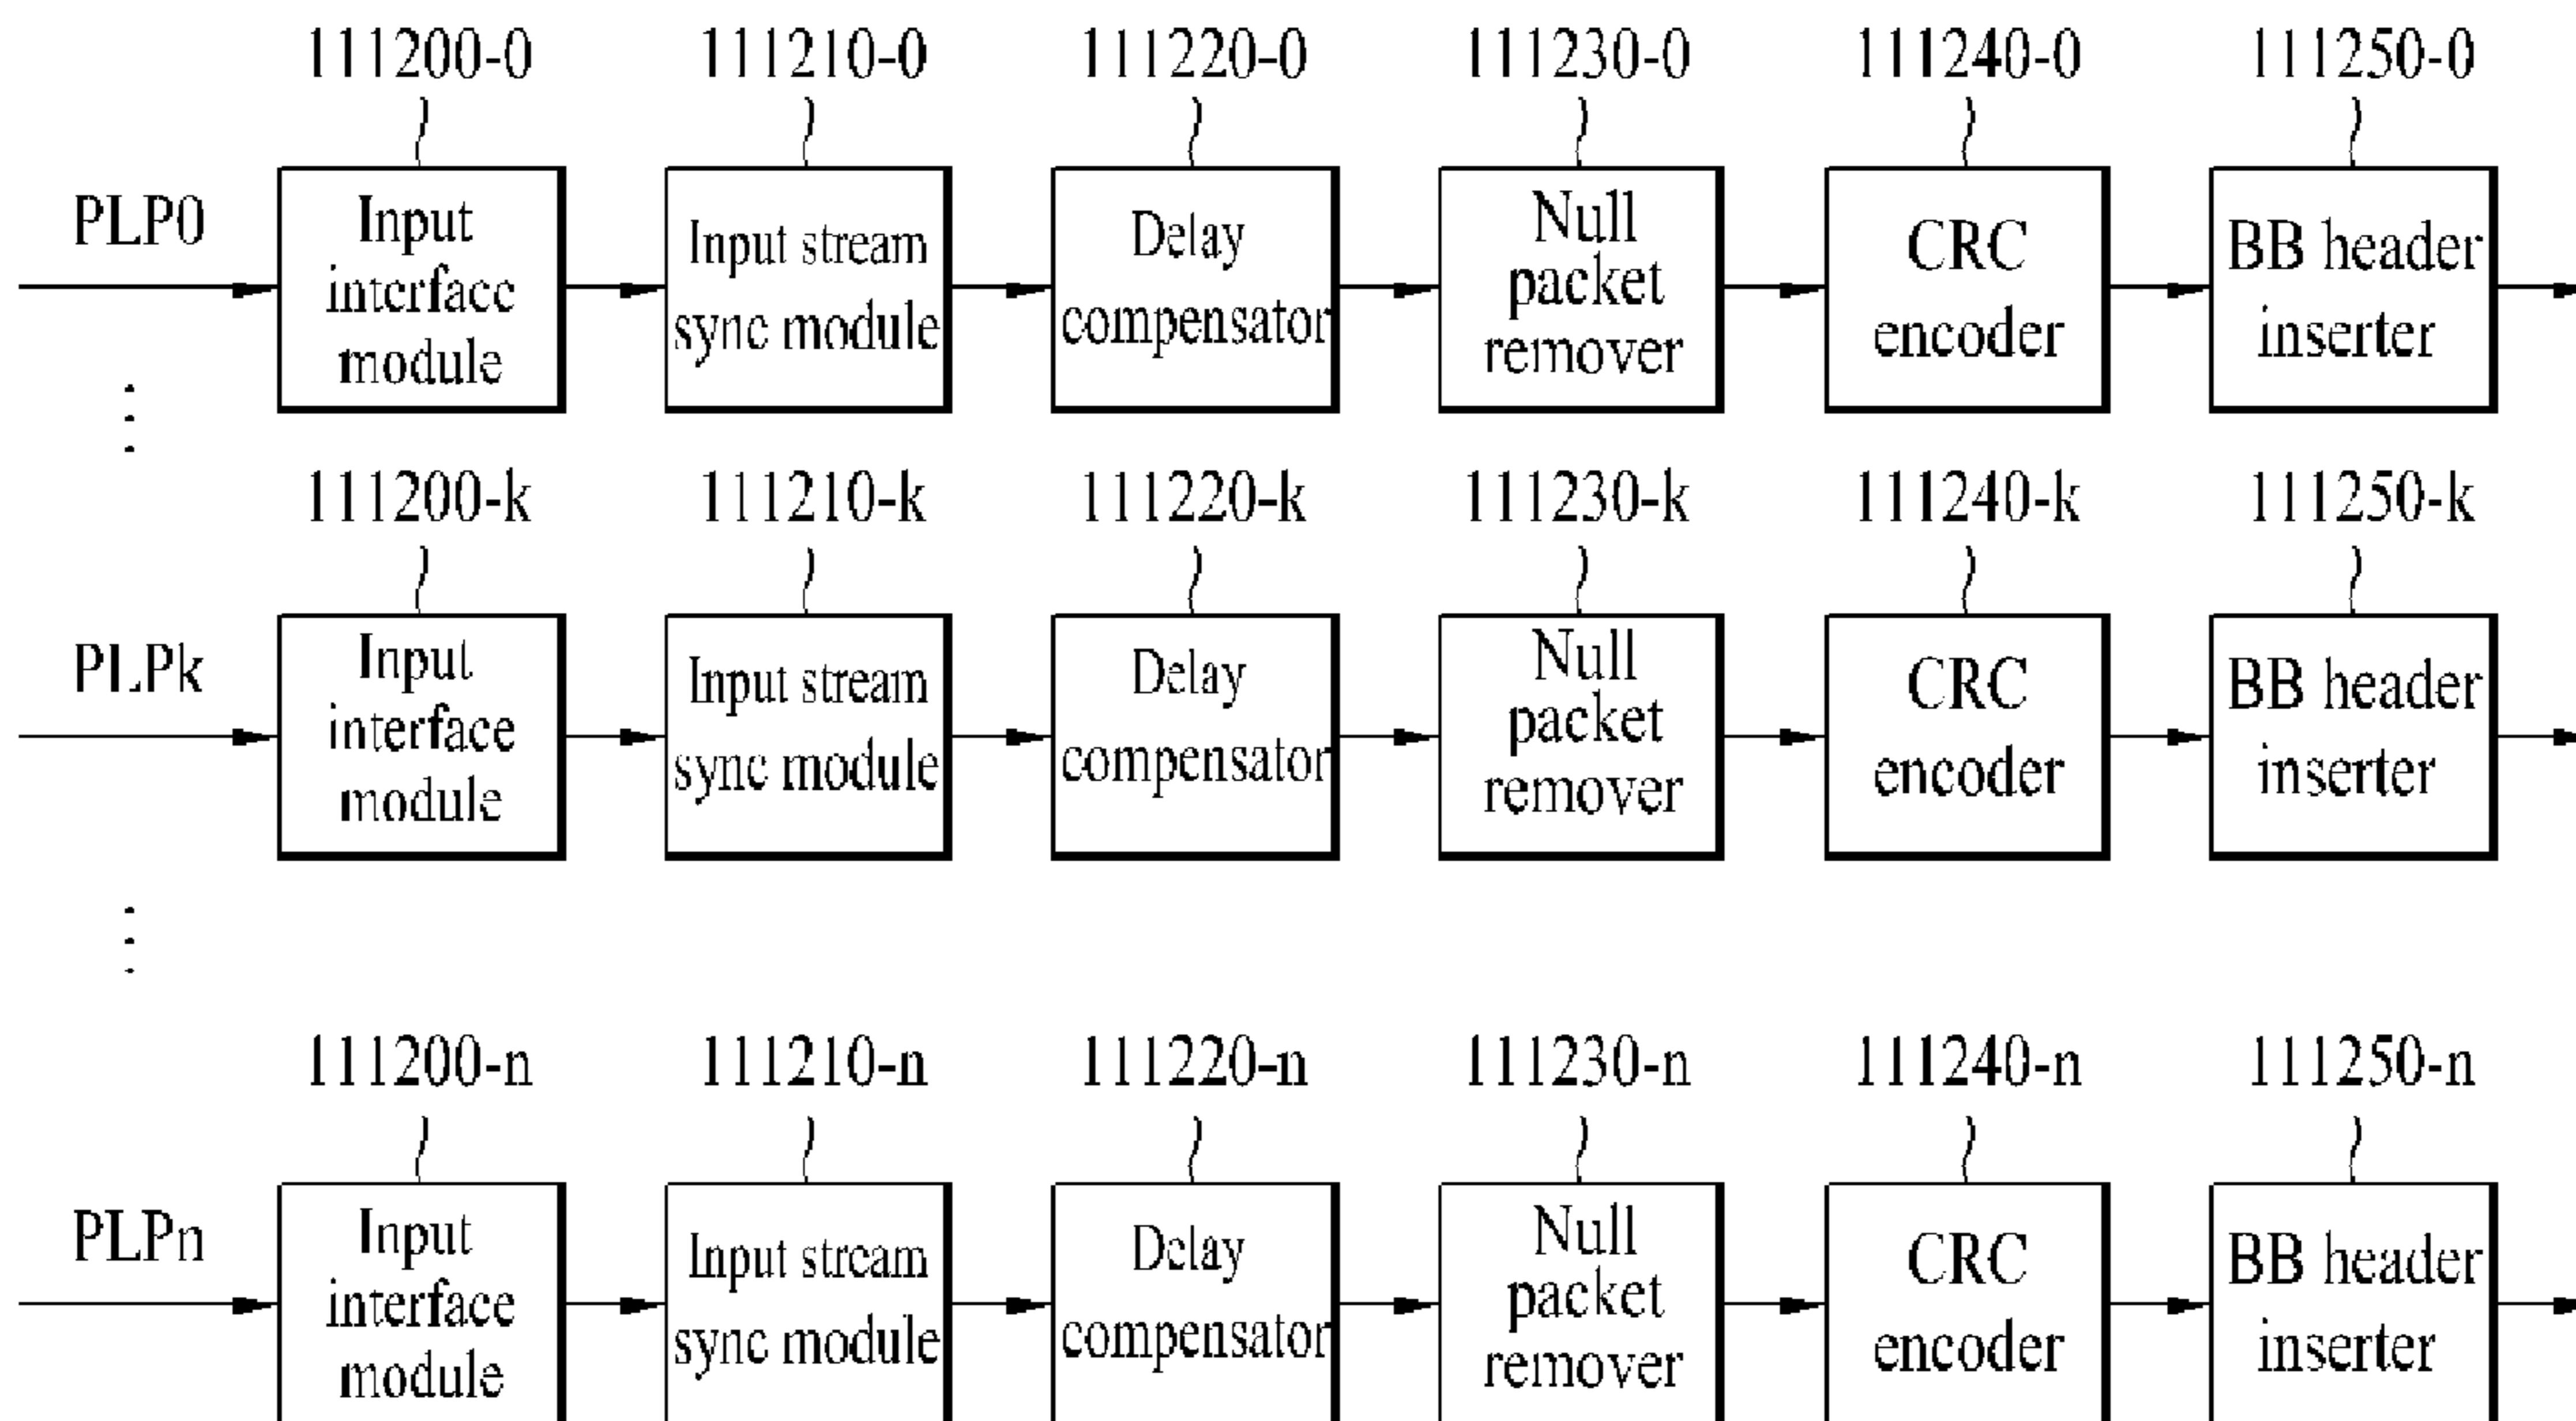 111200-0 111210-0 111220-0 111230-0 111240-0 111250-0
PLP0
Input
interface
module
Input stream
sync module
Delay
compensator
Null
packet
remover
CRC
encoder
BB header
inserter
111200-k 111210-k 111220-k 111230-k 111240-k 111250-k
PLPk
Input
interface
module
Input stream
sync module
Delay
compensator
Null
packet
remover
CRC
encoder
BB header
inserter
111200-n 111210-n 111220-n 111230-n 111240-n 111250-n
PLPn
Input
interface
module
Input stream
sync module
Delay
compensator
Null
packet
remover
CRC
encoder
BB header
inserter